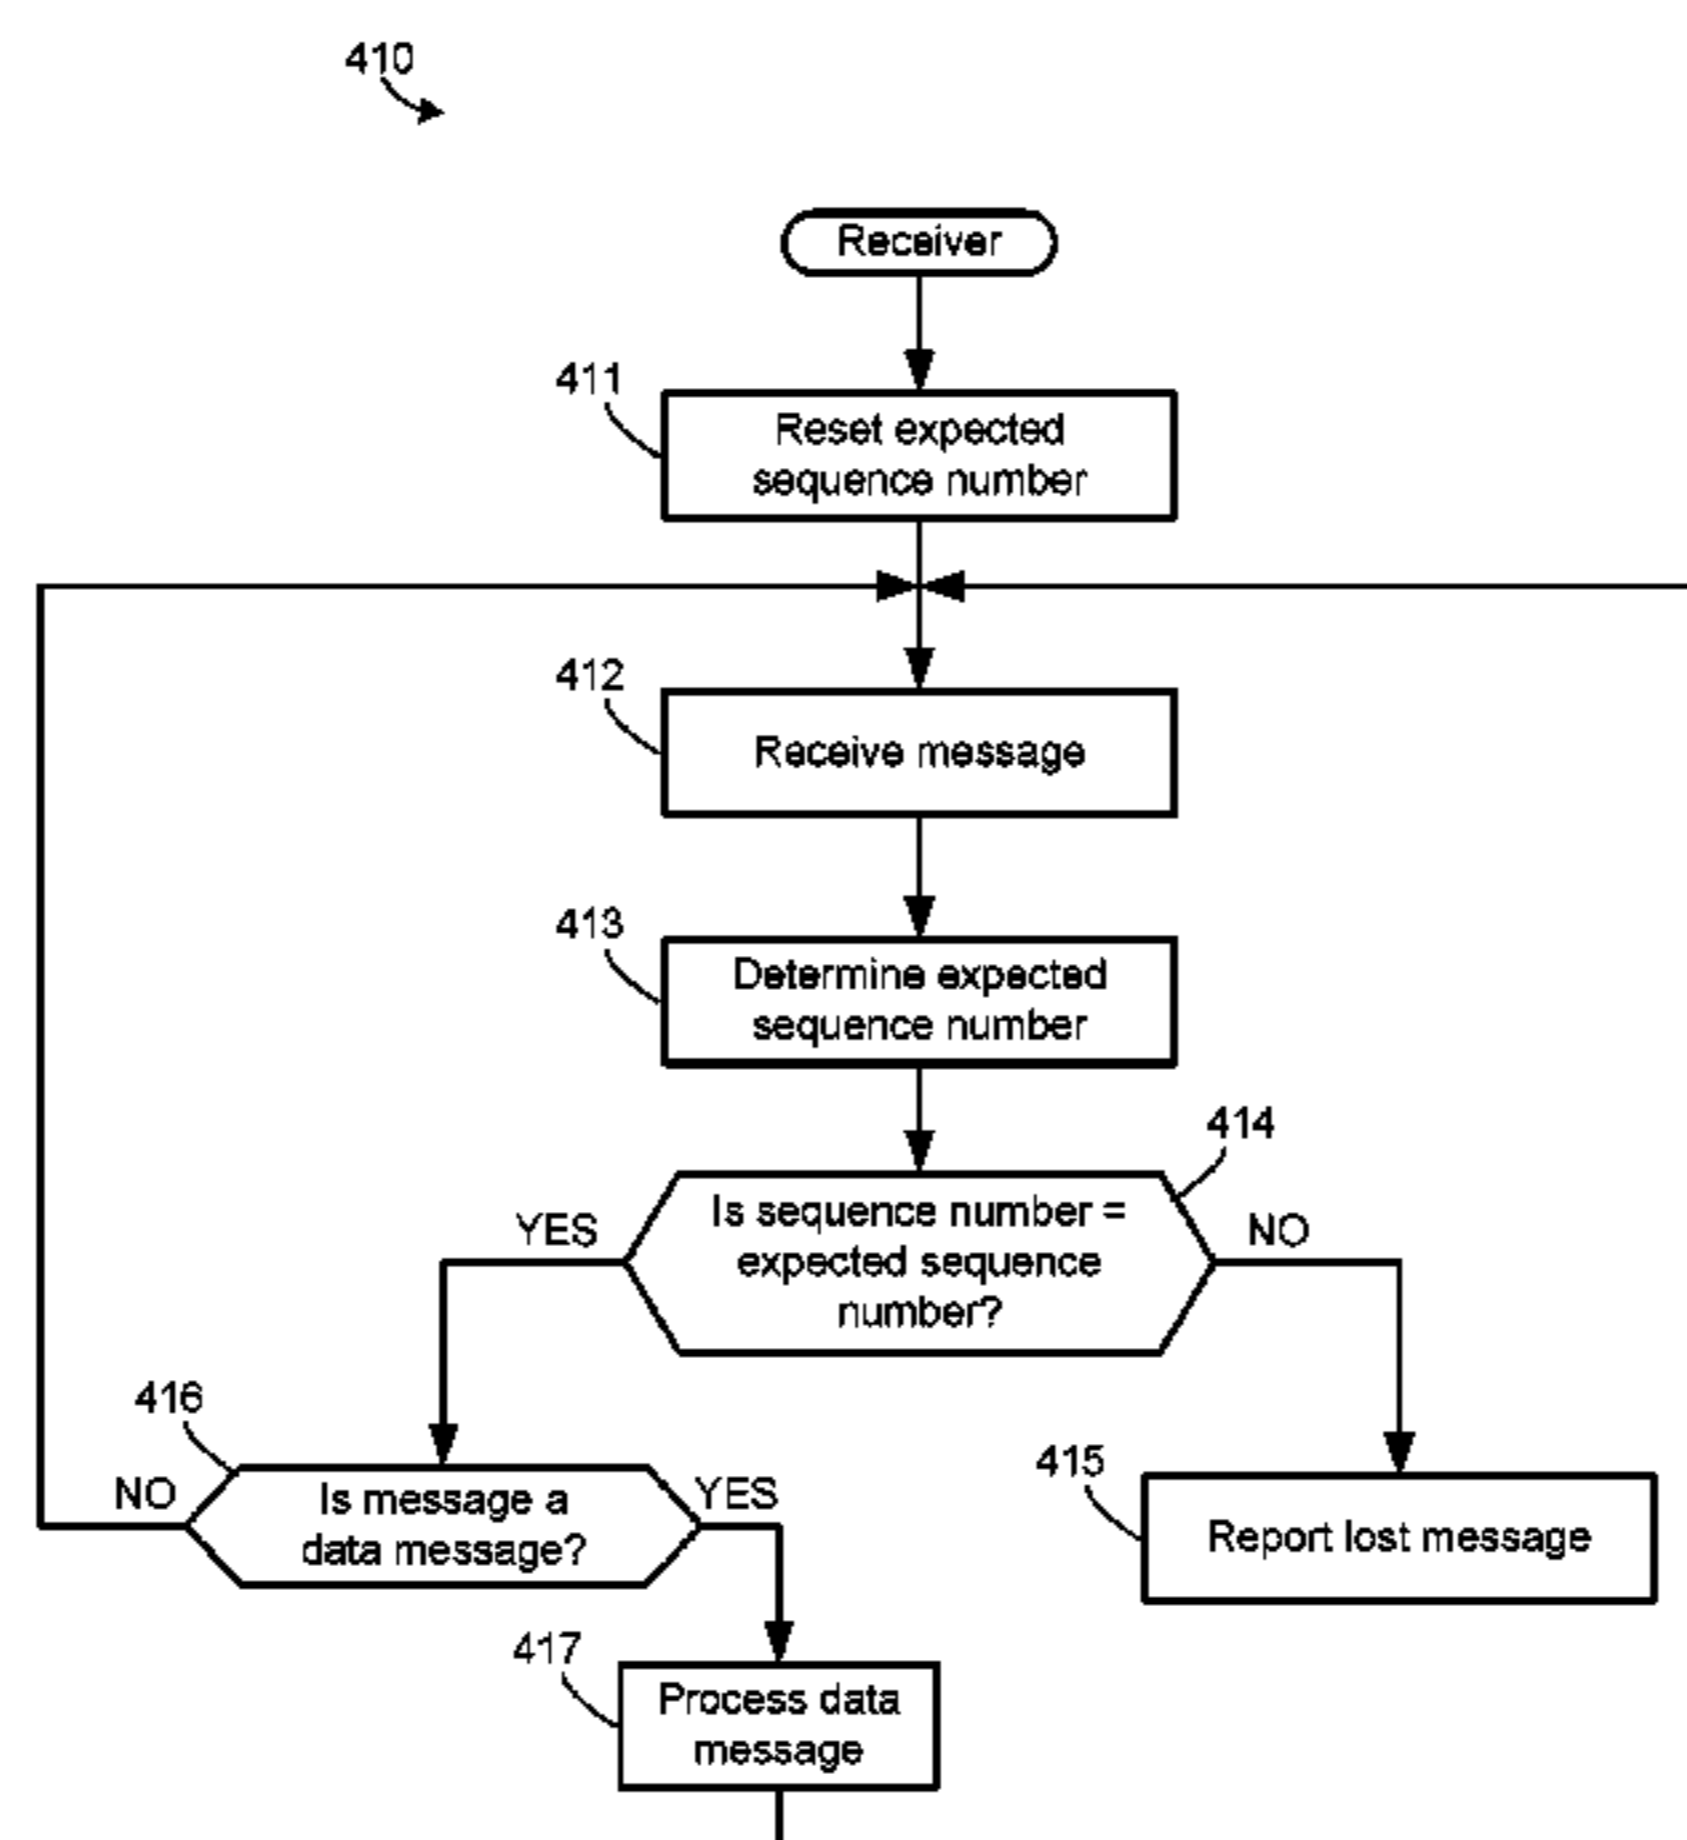 410
Receiver
411
Reset expected
sequence number
412
Receive message
413
Determine expected
sequence number
414
Is sequence number =
expected sequence
number?
YES
NO
416
Is message a
data message?
NO
YES
415
Report lost message
417
Process data
message